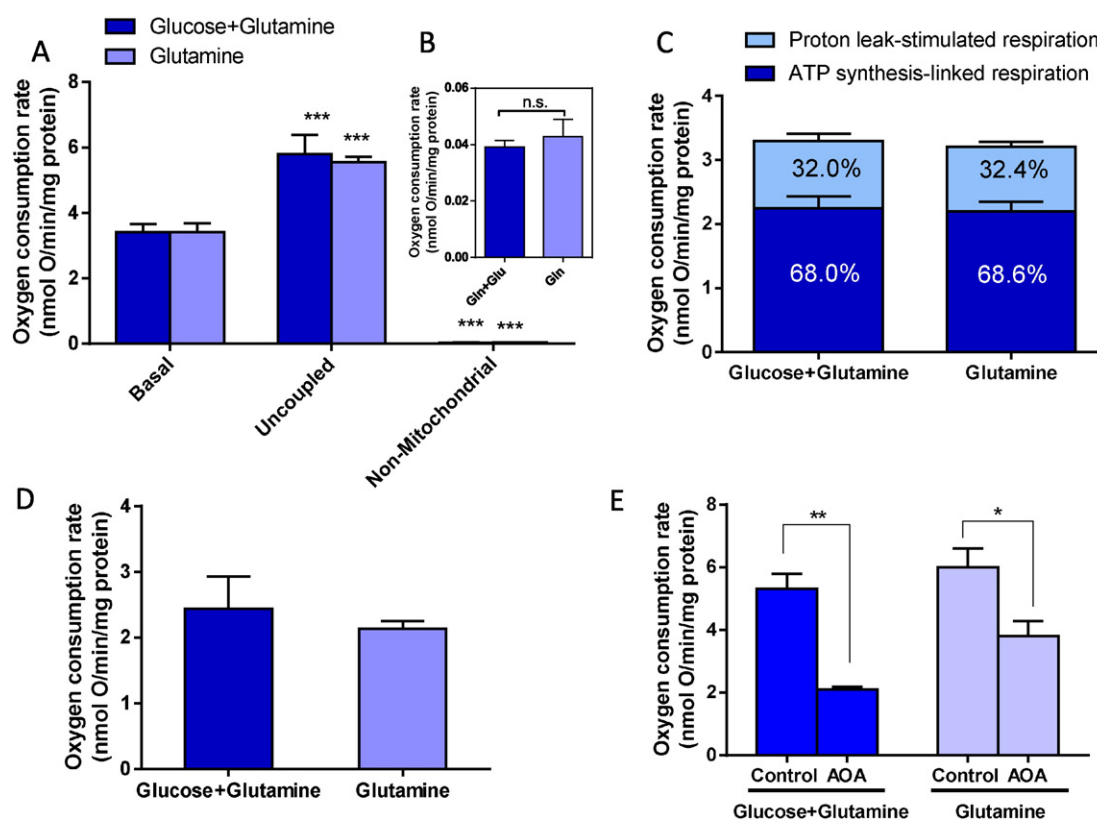 A
Glucose+Glutamine
Glutamine
Oxygen consumption rate
(nmol O/min/mg protein)
8
6
4
2
0
***
***
***
***
Basal
Uncoupled
Non-Mitochondrial
B
Oxygen consumption rate
(nmol O/min/mg protein)
0.06
0.04
0.02
0.00
n.s.
Gln+Glu
Gln
C
Proton leak-stimulated respiration
ATP synthesis-linked respiration
Oxygen consumption rate
(nmol O/min/mg protein)
4
3
2
1
0
32.0%
32.4%
68.0%
68.6%
Glucose+Glutamine
Glutamine
D
Oxygen consumption rate
(nmol O/min/mg protein)
4
3
2
1
0
Glucose+Glutamine
Glutamine
E
Oxygen consumption rate
(nmol O/min/mg protein)
8
6
4
2
0
**
*
Control AOA
Control AOA
Glucose+Glutamine
Glutamine